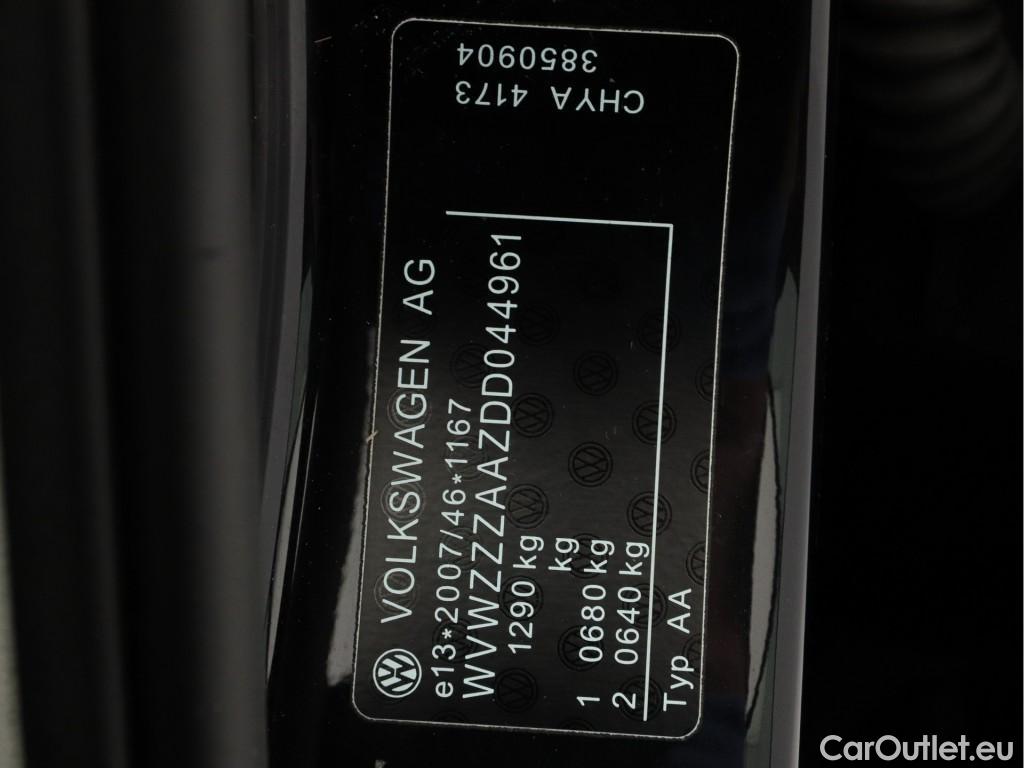 VOLKSWAGEN AG
e13*2007/46*1167
WVWZZZAAZDD044961
1290 kg
kg
1 0680 kg
2 0640 kg
Typ AA
CHYA 4173
3850904
CarOutlet.eu